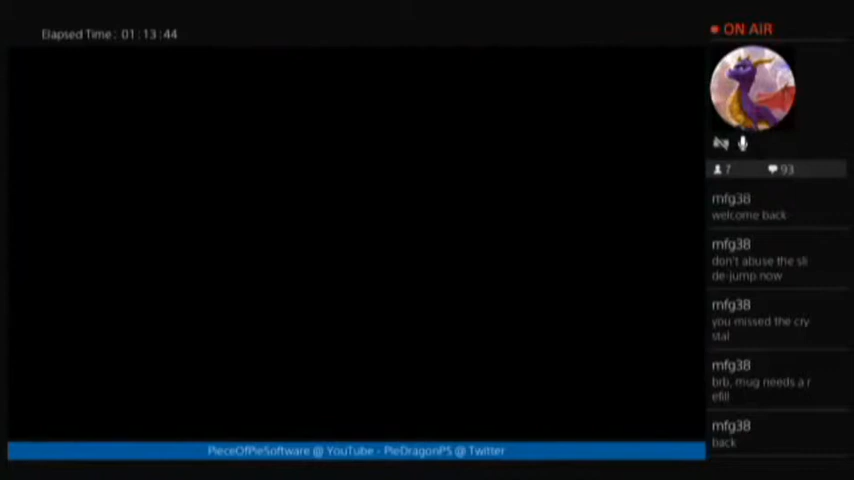 Elapsed Time: 01:13:44
ON AIR
7 93
mfg38
welcome back
mfg38
don't abuse the sli
de-jump now
mfg38
you missed the cry
stal
mfg38
brb, mug needs a r
efill
mfg38
back
PieceOfPieSoftware @ YouTube - PieDragonPS @ Twitter